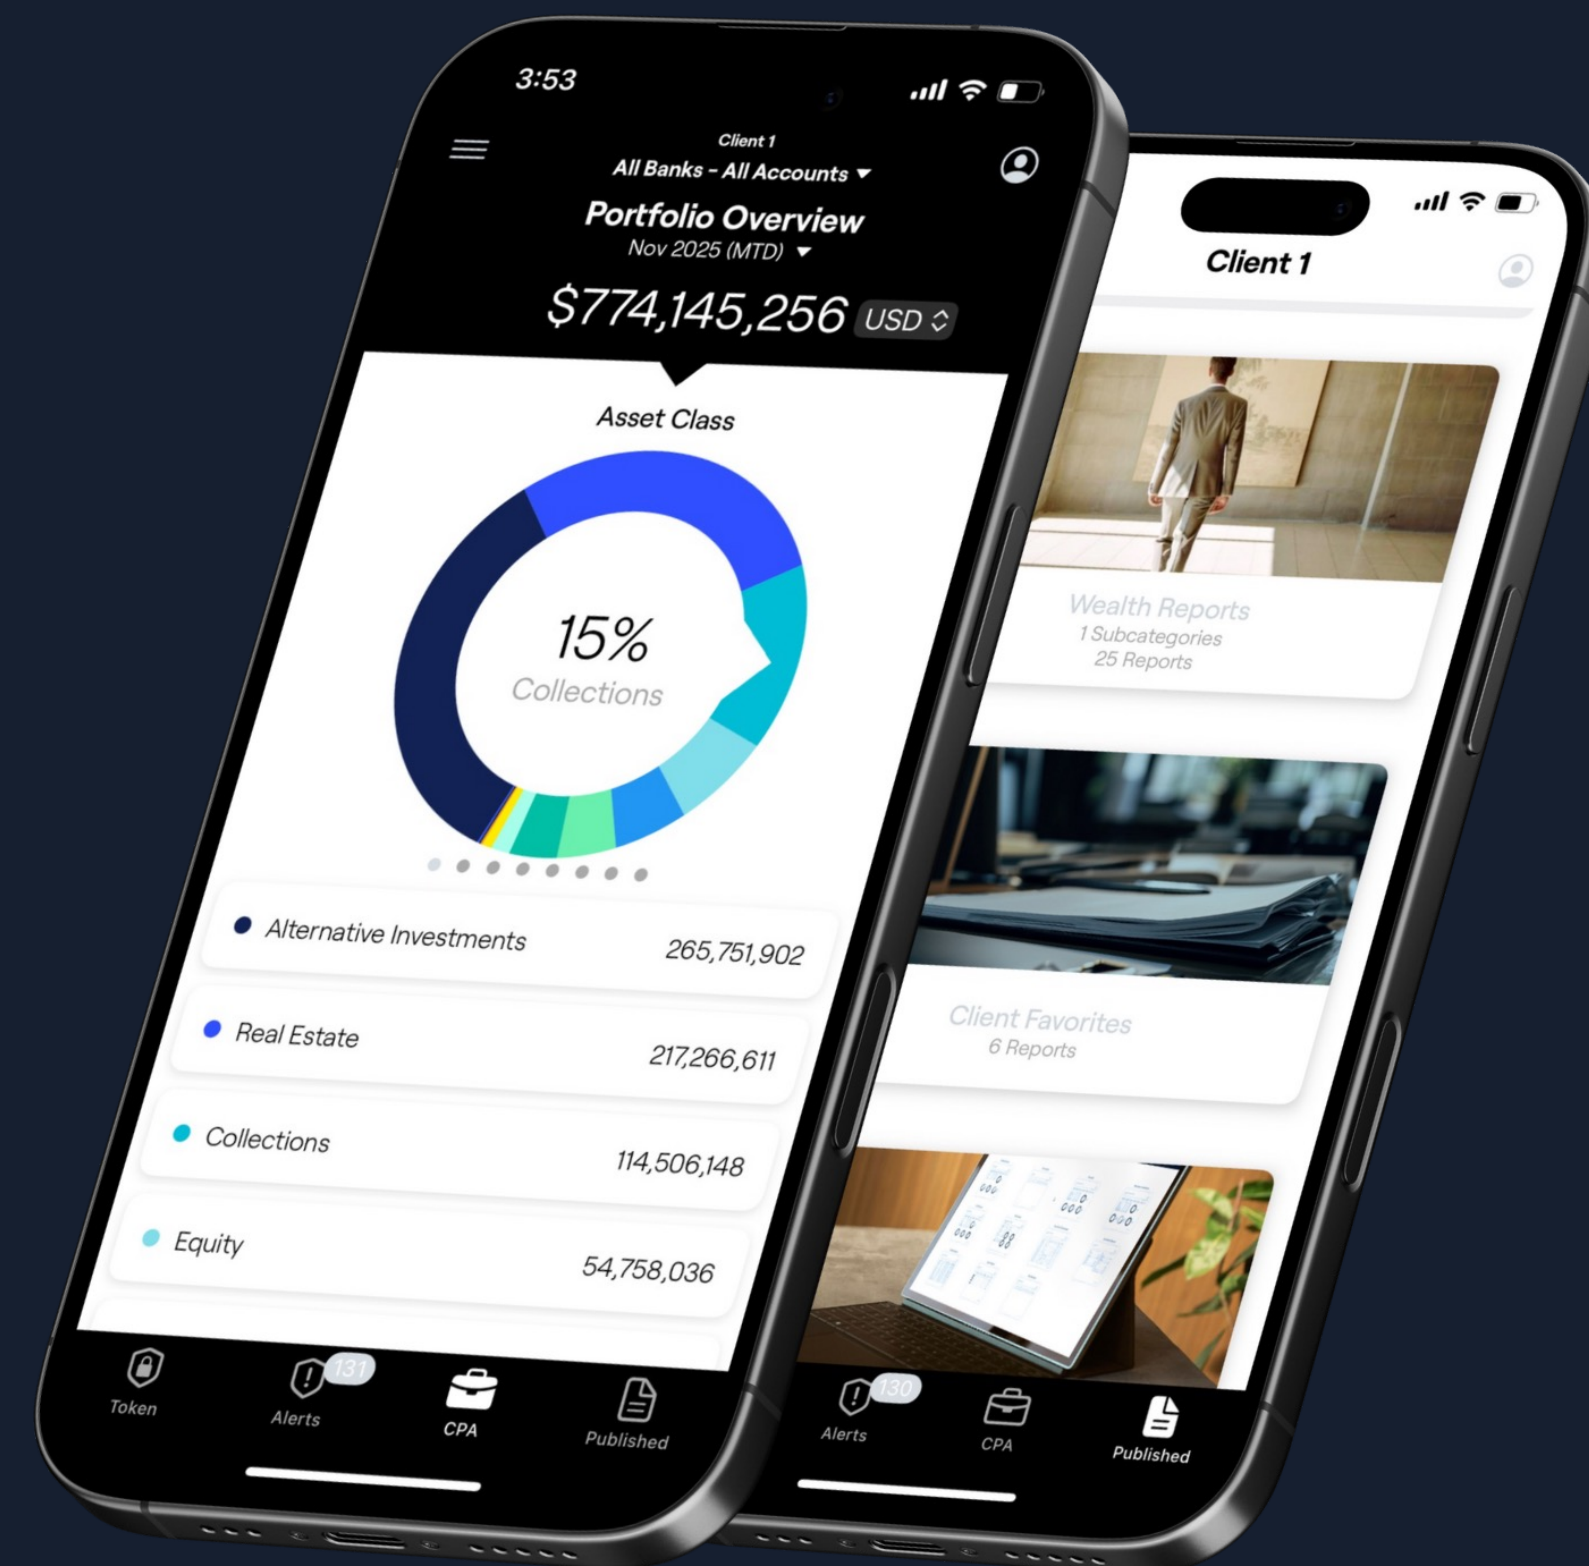 3:53
Client 1
All Banks - All Accounts
Portfolio Overview
Nov 2025 (MTD)
$774,145,256 USD
Asset Class
15%
Collections
Alternative Investments 265,751,902
Real Estate 217,266,611
Collections 114,506,148
Equity 54,758,036
Token
131
Alerts
CPA
Published
Client 1
Wealth Reports
1 Subcategories
25 Reports
Client Favorites
6 Reports
130
Alerts
CPA
Published